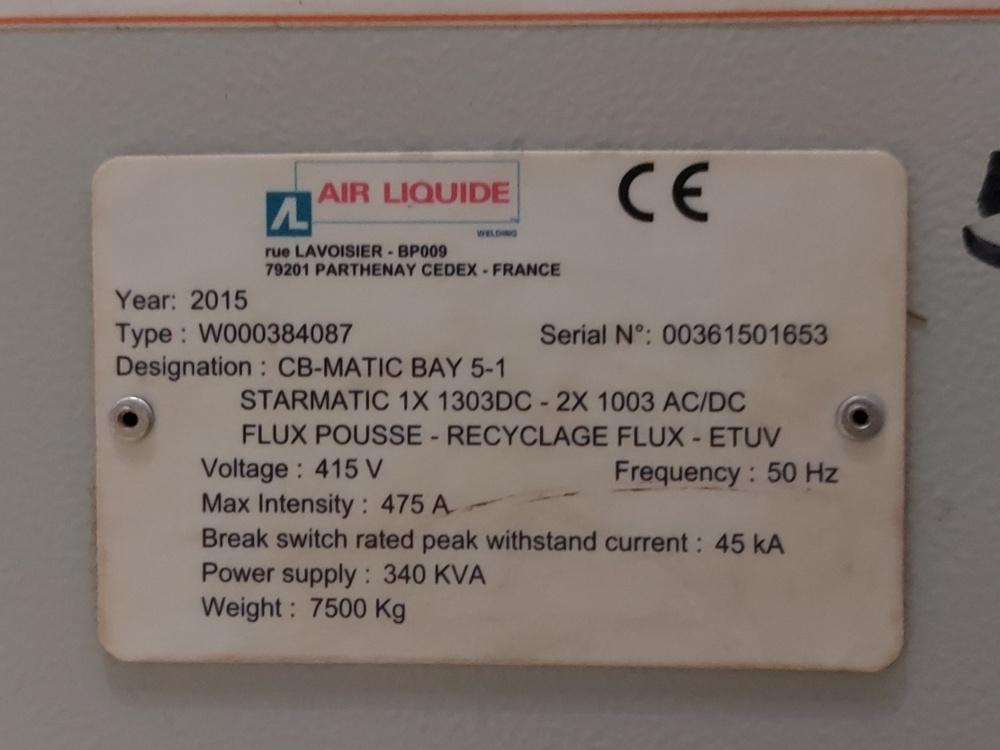 AIR LIQUIDE
WELDING
CE
rue LAVOISIER - BP009
79201 PARTHENAY CEDEX - FRANCE
Year: 2015
Type : W000384087 Serial N°: 00361501653
Designation : CB-MATIC BAY 5-1
STARMATIC 1X 1303DC - 2X 1003 AC/DC
FLUX POUSSE - RECYCLAGE FLUX - ETUV
Voltage : 415 V Frequency : 50 Hz
Max Intensity : 475 A
Break switch rated peak withstand current : 45 kA
Power supply : 340 KVA
Weight : 7500 Kg